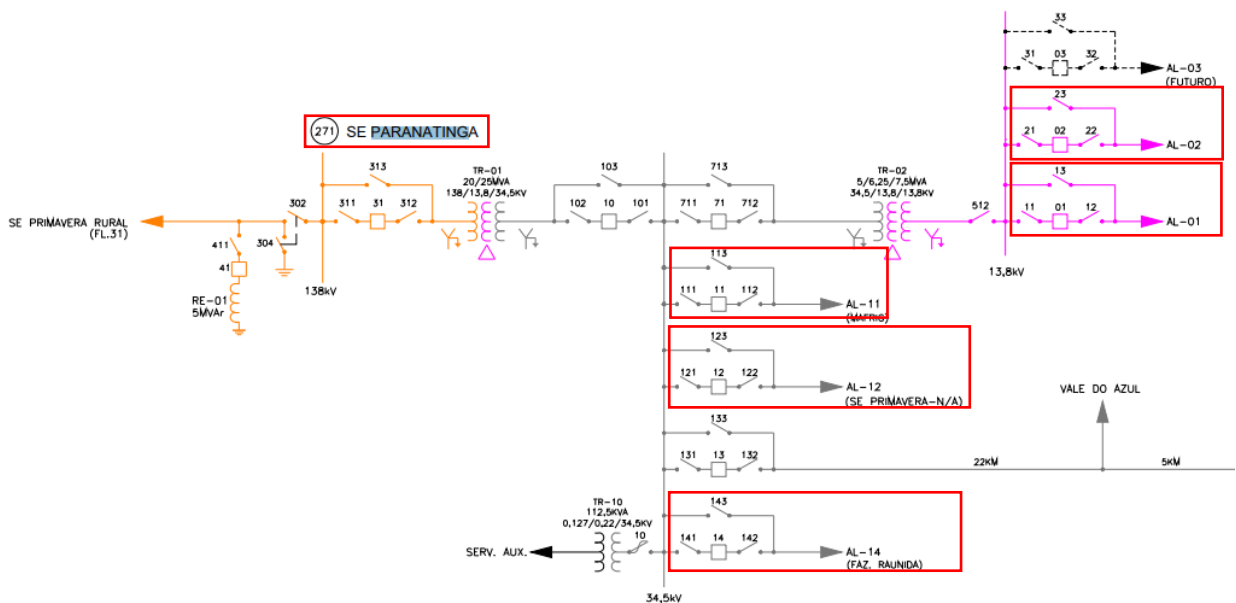 33
31
03
32
AL-03
(FUTURO)
23
21
02
22
AL-02
13
11
01
12
AL-01
512
13,8kV
271 SE PARANATINGA
SE PRIMAVERA RURAL
(FL.31)
302
304
411
41
RE-01
5MVAr
138kV
313
311
31
312
TR-01
20/25MVA
138/13,8/34,5KV
103
102
10
101
713
711
71
712
TR-02
5/6,25/7,5MVA
34,5/13,8/13,8KV
113
111
11
112
AL-11
(MAFRIG)
123
121
12
122
AL-12
(SE PRIMAVERA-N/A)
133
131
13
132
22KM
VALE DO AZUL
5KM
TR-10
112,5KVA
0,127/0,22/34,5KV
10
SERV. AUX.
143
141
14
142
AL-14
(FAZ. RAUNIDA)
34,5kV